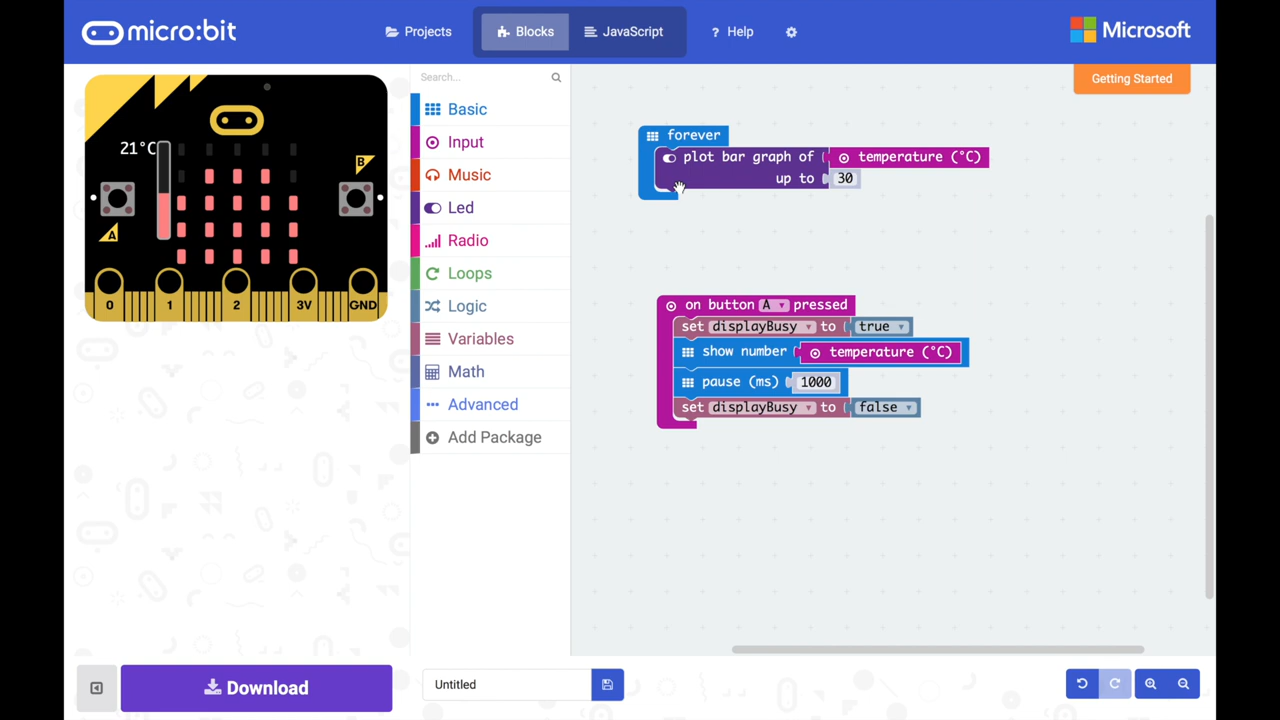 micro:bit
Projects
Blocks
JavaScript
? Help
Microsoft
Getting Started
21°C
B
A
0 1 2 3V GND
Search...
Basic
Input
Music
Led
Radio
Loops
Logic
Variables
Math
Advanced
Add Package
forever
plot bar graph of temperature (°C)
up to 30
on button A pressed
set displayBusy to true
show number temperature (°C)
pause (ms) 1000
set displayBusy to false
Download
Untitled